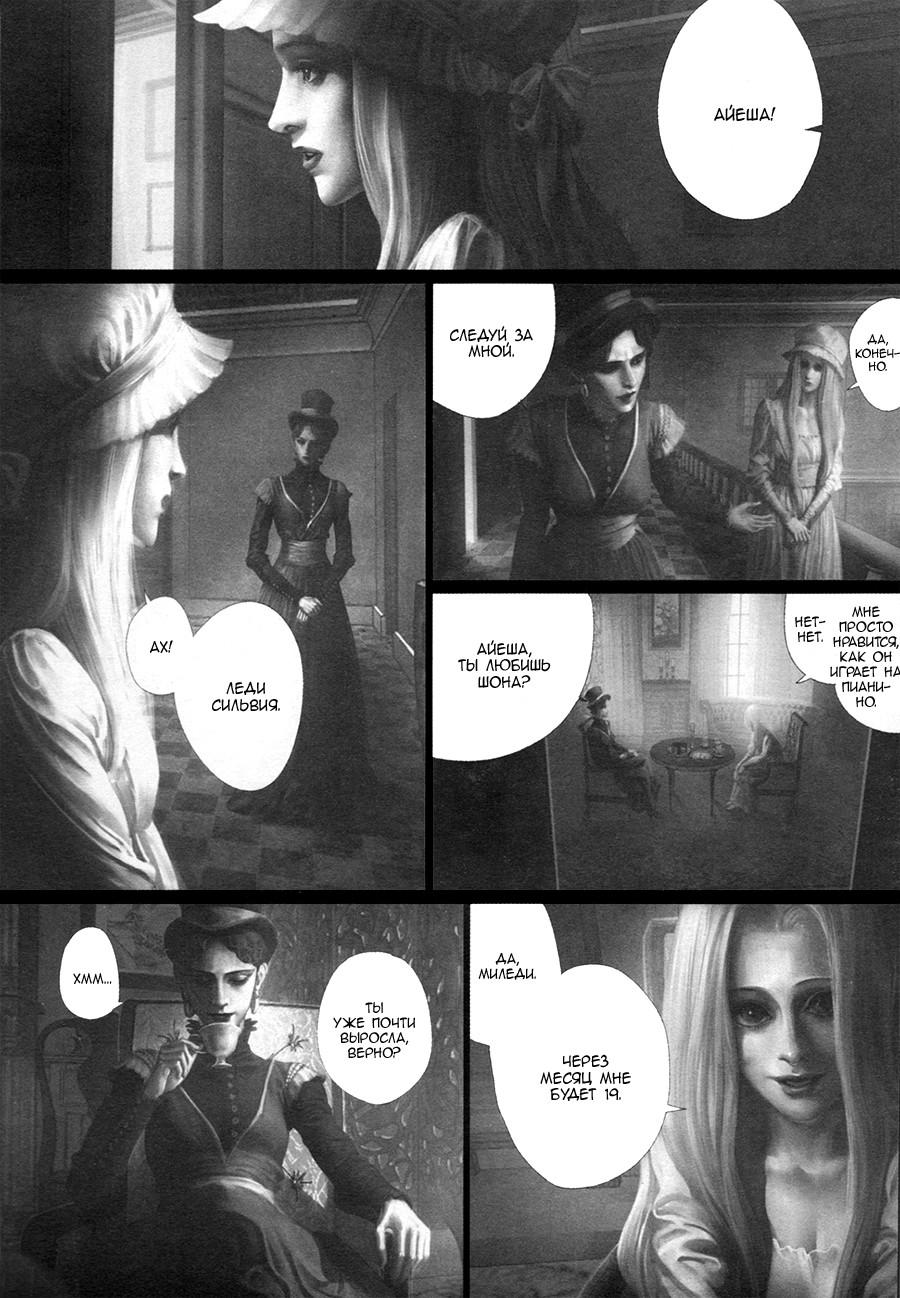 АЙЕША!
АХ!
ЛЕДИ
СИЛЬВИЯ.
СЛЕДУЙ ЗА
МНОЙ.
ДА,
КОНЕЧ-
НО.
АЙЕША,
ТЫ ЛЮБИШЬ
ШОНА?
НЕТ-
НЕТ.
МНЕ
ПРОСТО
НРАВИТСЯ,
КАК ОН
ИГРАЕТ НА
ПИАНИ-
НО.
ХММ...
ТЫ
УЖЕ ПОЧТИ
ВЫРОСЛА,
ВЕРНО?
ДА,
МИЛЕДИ.
ЧЕРЕЗ
МЕСЯЦ МНЕ
БУДЕТ 19.